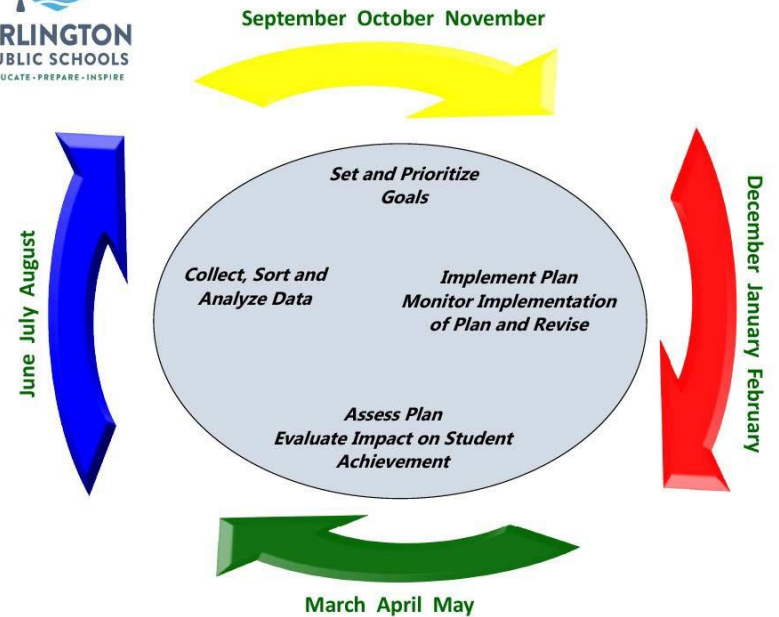 RLINGTON
UBLIC SCHOOLS
UCATE - PREPARE - INSPIRE
September October November
Set and Prioritize
Goals
Collect, Sort and
Analyze Data
Implement Plan
Monitor Implementation
of Plan and Revise
Assess Plan
Evaluate Impact on Student
Achievement
June July August
December January February
March April May